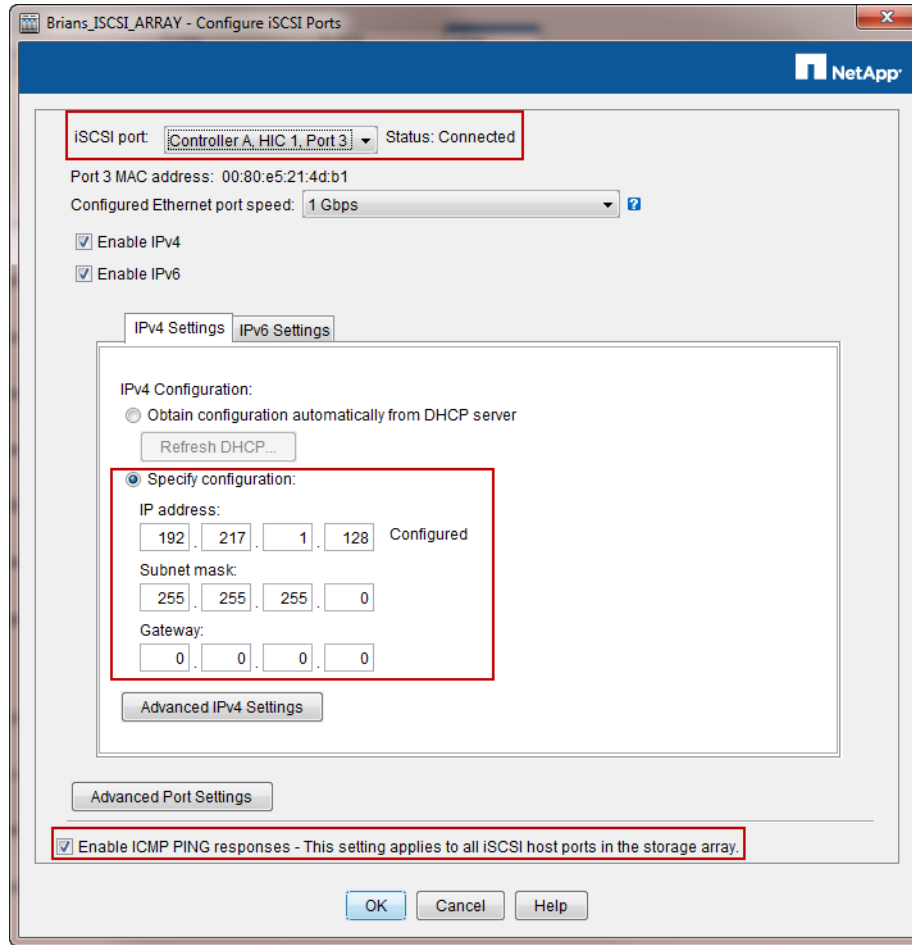 Brians_ISCSI_ARRAY - Configure iSCSI Ports
NetApp
iSCSI port: Controller A, HIC 1, Port 3 Status: Connected
Port 3 MAC address: 00:80:e5:21:4d:b1
Configured Ethernet port speed: 1 Gbps ?
Enable IPv4
Enable IPv6
IPv4 Settings IPv6 Settings
IPv4 Configuration:
Obtain configuration automatically from DHCP server
Refresh DHCP...
Specify configuration:
IP address:
192 . 217 . 1 . 128 Configured
Subnet mask:
255 . 255 . 255 . 0
Gateway:
0 . 0 . 0 . 0
Advanced IPv4 Settings
Advanced Port Settings
Enable ICMP PING responses - This setting applies to all iSCSI host ports in the storage array.
OK Cancel Help